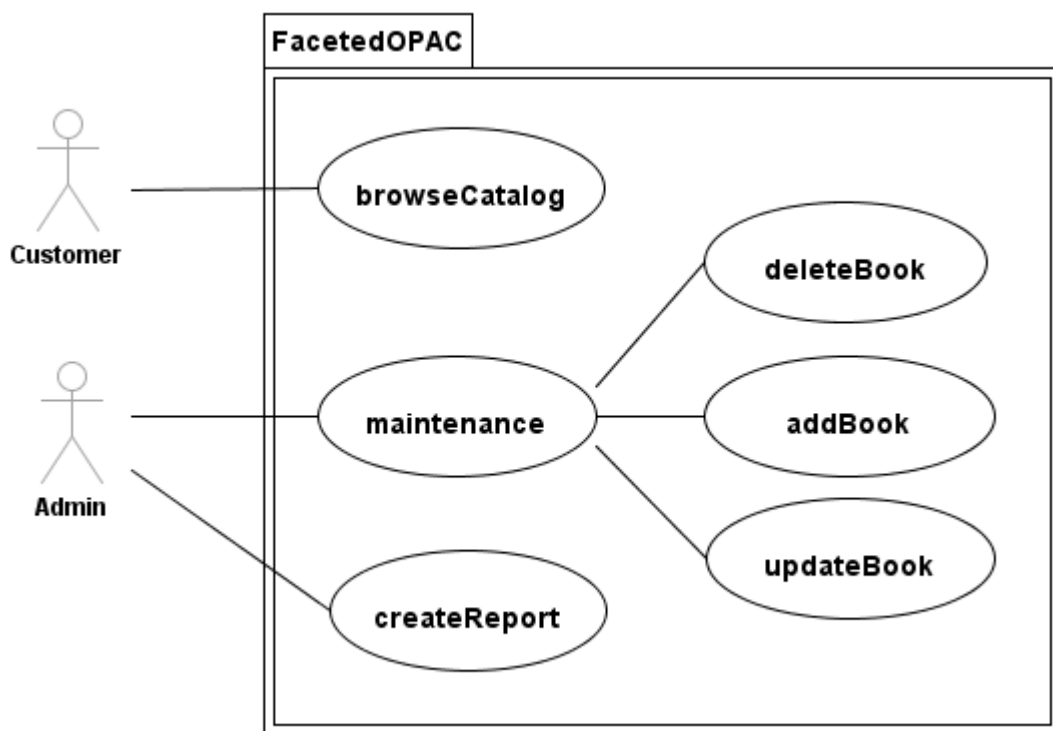 FacetedOPAC
browseCatalog
Customer
deleteBook
maintenance
addBook
Admin
updateBook
createReport